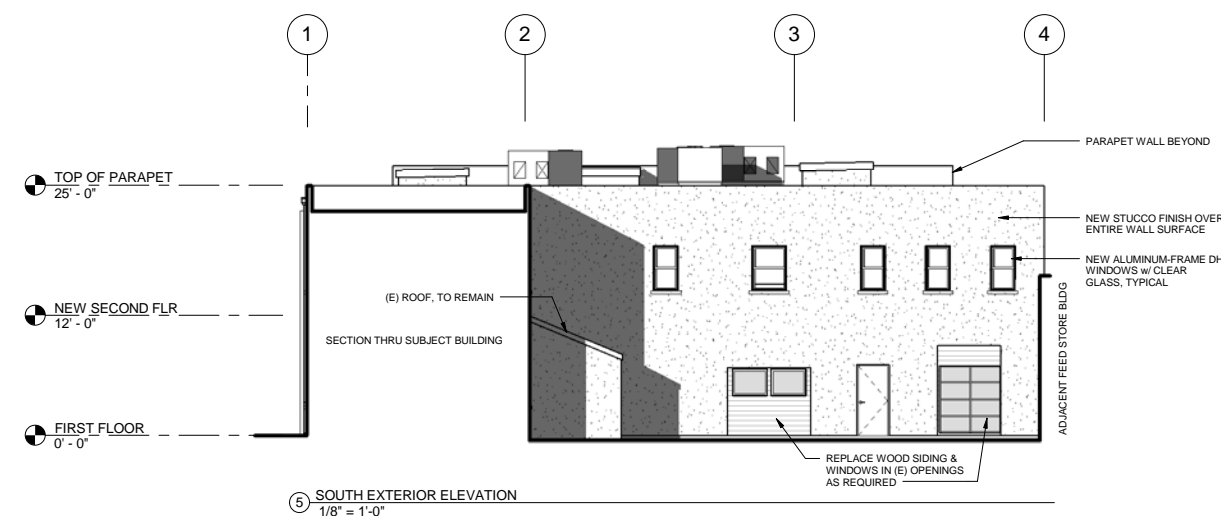 1
2
3
4
PARAPET WALL BEYOND
TOP OF PARAPET
25' - 0"
NEW STUCCO FINISH OVER
ENTIRE WALL SURFACE
NEW ALUMINUM-FRAME DH
WINDOWS w/ CLEAR
GLASS, TYPICAL
(E) ROOF, TO REMAIN
NEW SECOND FLR
12' - 0"
SECTION THRU SUBJECT BUILDING
ADJACENT FEED STORE BLDG
FIRST FLOOR
0' - 0"
REPLACE WOOD SIDING &
WINDOWS IN (E) OPENINGS
AS REQUIRED
5 SOUTH EXTERIOR ELEVATION
1/8" = 1'-0"